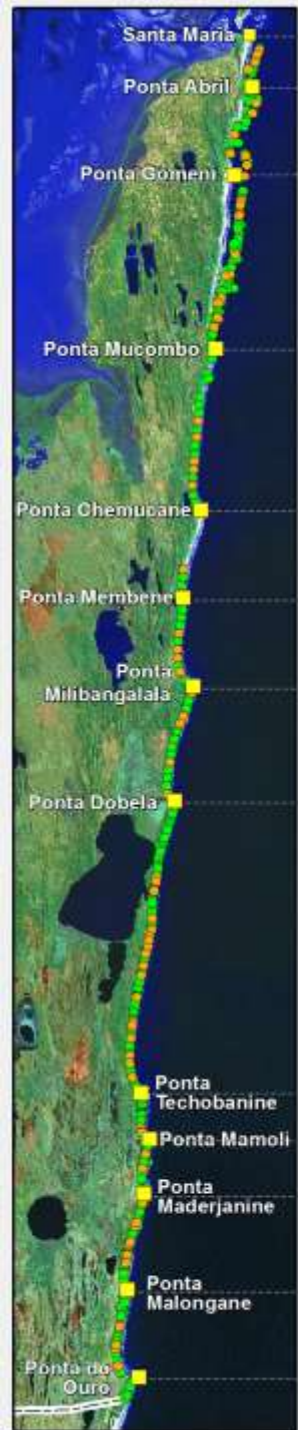 Santa Maria
Ponta Abril
Ponta Gomeni
Ponta Mucombo
Ponta Chemucane
Ponta Membene
Ponta
Milibangalala
Ponta Dobela
Ponta
Techobanine
Ponta Mamoli
Ponta
Maderjanine
Ponta
Malongane
Ponta do
Ouro